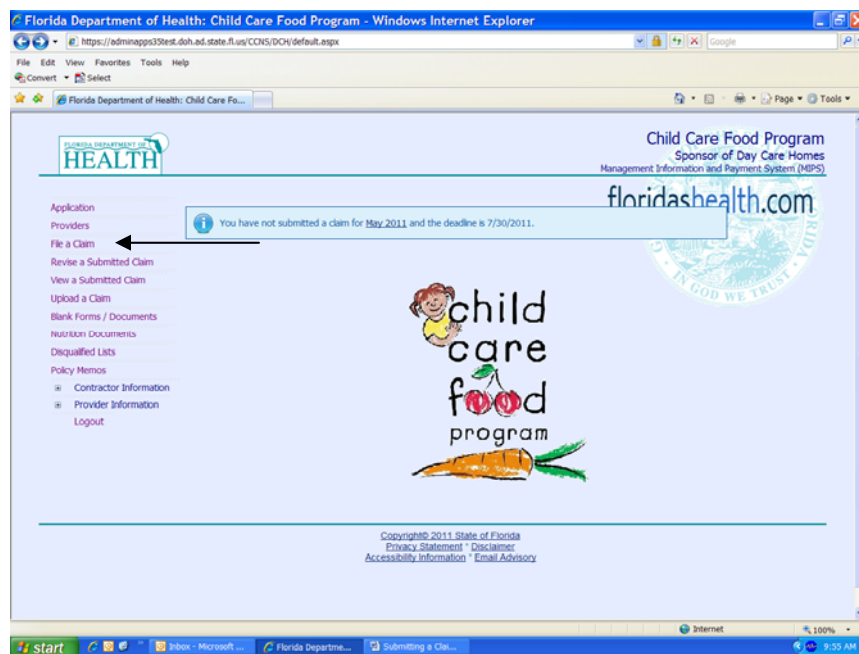 Florida Department of Health: Child Care Food Program - Windows Internet Explorer
https://adminapps35test.doh.ad.state.fl.us/CCNS/DCH/default.aspx
Google
File Edit View Favorites Tools Help
Convert Select
Florida Department of Health: Child Care Fo...
Page Tools
FLORIDA DEPARTMENT OF
HEALTH
Child Care Food Program
Sponsor of Day Care Homes
Management Information and Payment System (MIPS)
floridashealth.com
IN GOD WE TRUST
You have not submitted a claim for May 2011 and the deadline is 7/30/2011.
Application
Providers
File a Claim
Revise a Submitted Claim
View a Submitted Claim
Upload a Claim
Blank Forms / Documents
Nutrition Documents
Disqualified Lists
Policy Memos
Contractor Information
Provider Information
Logout
child
care
food
program
Copyright© 2011 State of Florida
Privacy Statement * Disclaimer
Accessibility Information * Email Advisory
Internet
100%
start
Inbox - Microsoft ...
Florida Departme...
Submitting a Clai...
9:55 AM